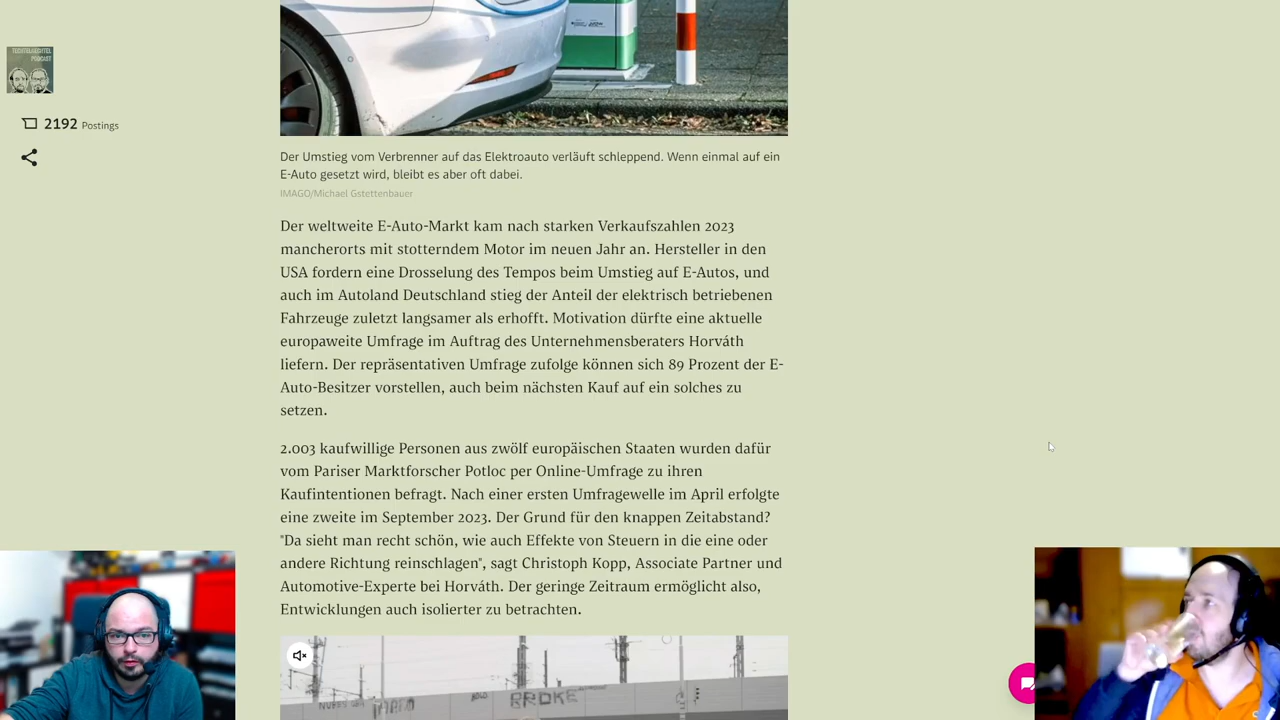 TECHTELMECHTEL
PODCAST
2192 Postings
Der Umstieg vom Verbrenner auf das Elektroauto verläuft schleppend. Wenn einmal auf ein
E-Auto gesetzt wird, bleibt es aber oft dabei.
IMAGO/Michael Gstettenbauer
Der weltweite E-Auto-Markt kam nach starken Verkaufszahlen 2023
mancherorts mit stotterndem Motor im neuen Jahr an. Hersteller in den
USA fordern eine Drosselung des Tempos beim Umstieg auf E-Autos, und
auch im Autoland Deutschland stieg der Anteil der elektrisch betriebenen
Fahrzeuge zuletzt langsamer als erhofft. Motivation dürfte eine aktuelle
europaweite Umfrage im Auftrag des Unternehmensberaters Horváth
liefern. Der repräsentativen Umfrage zufolge können sich 89 Prozent der E-
Auto-Besitzer vorstellen, auch beim nächsten Kauf auf ein solches zu
setzen.
2.003 kaufwillige Personen aus zwölf europäischen Staaten wurden dafür
vom Pariser Marktforscher Potloc per Online-Umfrage zu ihren
Kaufintentionen befragt. Nach einer ersten Umfragewelle im April erfolgte
eine zweite im September 2023. Der Grund für den knappen Zeitabstand?
"Da sieht man recht schön, wie auch Effekte von Steuern in die eine oder
andere Richtung reinschlagen", sagt Christoph Kopp, Associate Partner und
Automotive-Experte bei Horváth. Der geringe Zeitraum ermöglicht also,
Entwicklungen auch isolierter zu betrachten.
BROKE